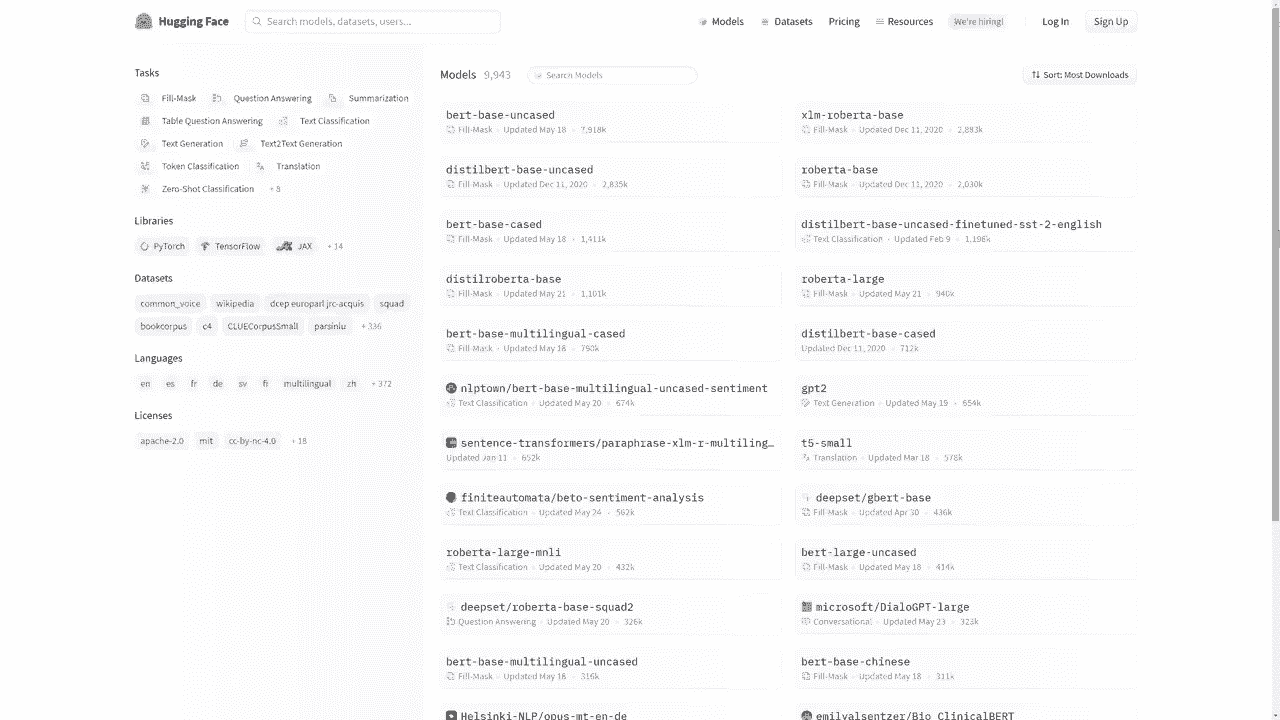 Hugging Face Search models, datasets, users... Models Datasets Pricing Resources We're hiring! Log In Sign Up
Tasks
Fill-Mask Question Answering Summarization
Table Question Answering Text Classification
Text Generation Text2Text Generation
Token Classification Translation
Zero-Shot Classification + 8
Libraries
PyTorch TensorFlow JAX + 14
Datasets
common_voice wikipedia dcep europarl jrc-acquis squad
bookcorpus c4 CLUECorpusSmall parsinlu + 336
Languages
en es fr de sv fi multilingual zh + 372
Licenses
apache-2.0 mit cc-by-nc-4.0 + 18
Models 9,943 Search Models Sort: Most Downloads
bert-base-uncased
Fill-Mask · Updated May 18 · 7,918k
xlm-roberta-base
Fill-Mask · Updated Dec 11, 2020 · 2,883k
distilbert-base-uncased
Fill-Mask · Updated Dec 11, 2020 · 2,835k
roberta-base
Fill-Mask · Updated Dec 11, 2020 · 2,030k
bert-base-cased
Fill-Mask · Updated May 18 · 1,411k
distilbert-base-uncased-finetuned-sst-2-english
Text Classification · Updated Feb 9 · 1,196k
distilroberta-base
Fill-Mask · Updated May 21 · 1,101k
roberta-large
Fill-Mask · Updated May 21 · 940k
bert-base-multilingual-cased
Fill-Mask · Updated May 18 · 790k
distilbert-base-cased
Updated Dec 11, 2020 · 712k
nlptown/bert-base-multilingual-uncased-sentiment
Text Classification · Updated May 20 · 674k
gpt2
Text Generation · Updated May 19 · 654k
sentence-transformers/paraphrase-xlm-r-multiling…
Updated Jan 11 · 652k
t5-small
Translation · Updated Mar 18 · 578k
finiteautomata/beto-sentiment-analysis
Text Classification · Updated May 24 · 562k
deepset/gbert-base
Fill-Mask · Updated Apr 30 · 436k
roberta-large-mnli
Text Classification · Updated May 20 · 432k
bert-large-uncased
Fill-Mask · Updated May 18 · 414k
deepset/roberta-base-squad2
Question Answering · Updated May 20 · 326k
microsoft/DialoGPT-large
Conversational · Updated May 23 · 323k
bert-base-multilingual-uncased
Fill-Mask · Updated May 18 · 316k
bert-base-chinese
Fill-Mask · Updated May 18 · 311k
Helsinki-NLP/opus-mt-en-de
emilyalsentzer/Bio_ClinicalBERT